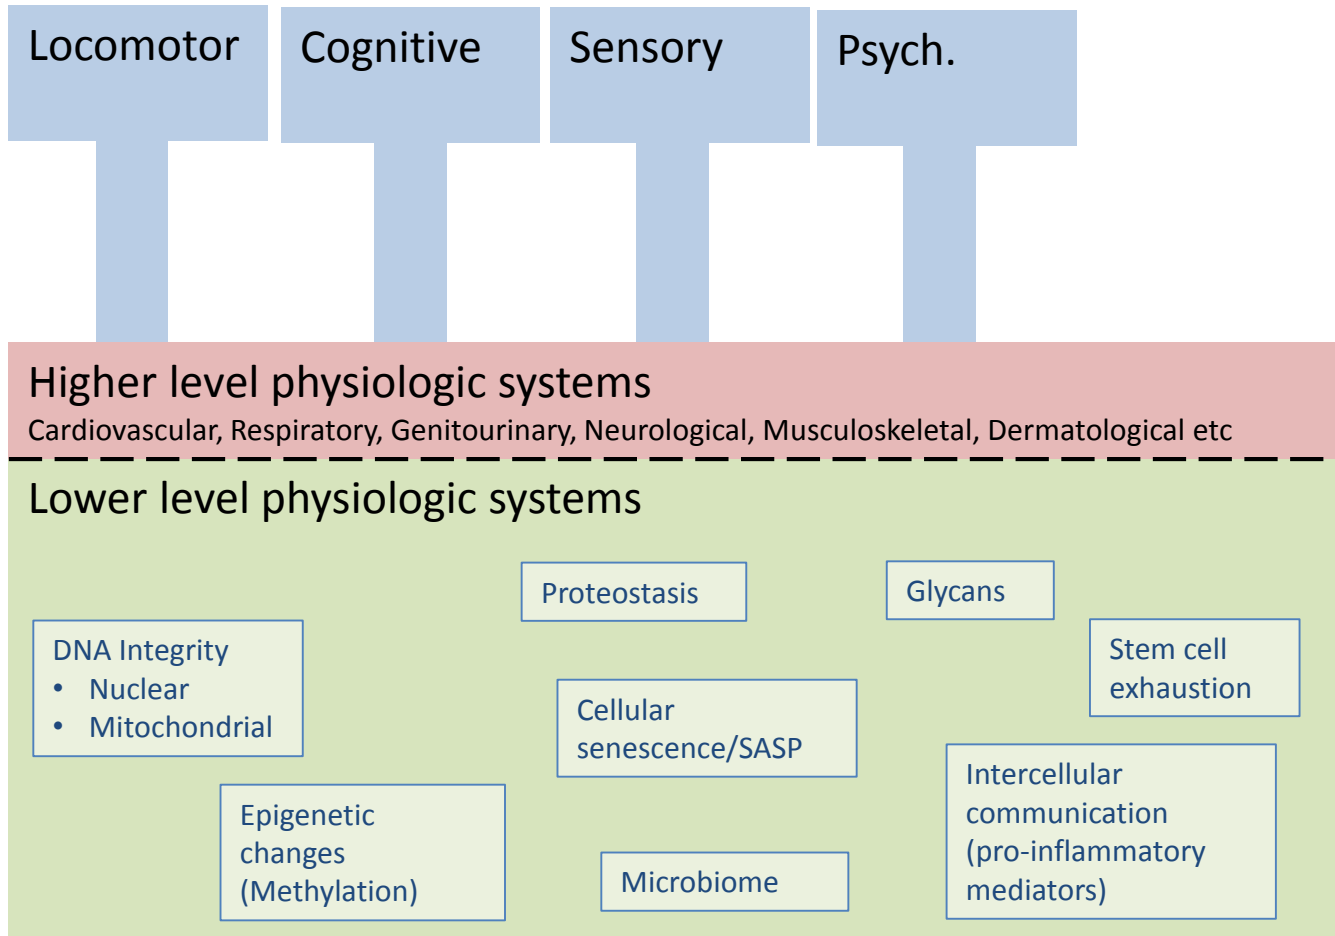 Locomotor
Cognitive
Sensory
Psych.
Higher level physiologic systems
Cardiovascular, Respiratory, Genitourinary, Neurological, Musculoskeletal, Dermatological etc
Lower level physiologic systems
Proteostasis
Glycans
DNA Integrity
• Nuclear
• Mitochondrial
Stem cell
exhaustion
Cellular
senescence/SASP
Intercellular
communication
(pro-inflammatory
mediators)
Epigenetic
changes
(Methylation)
Microbiome